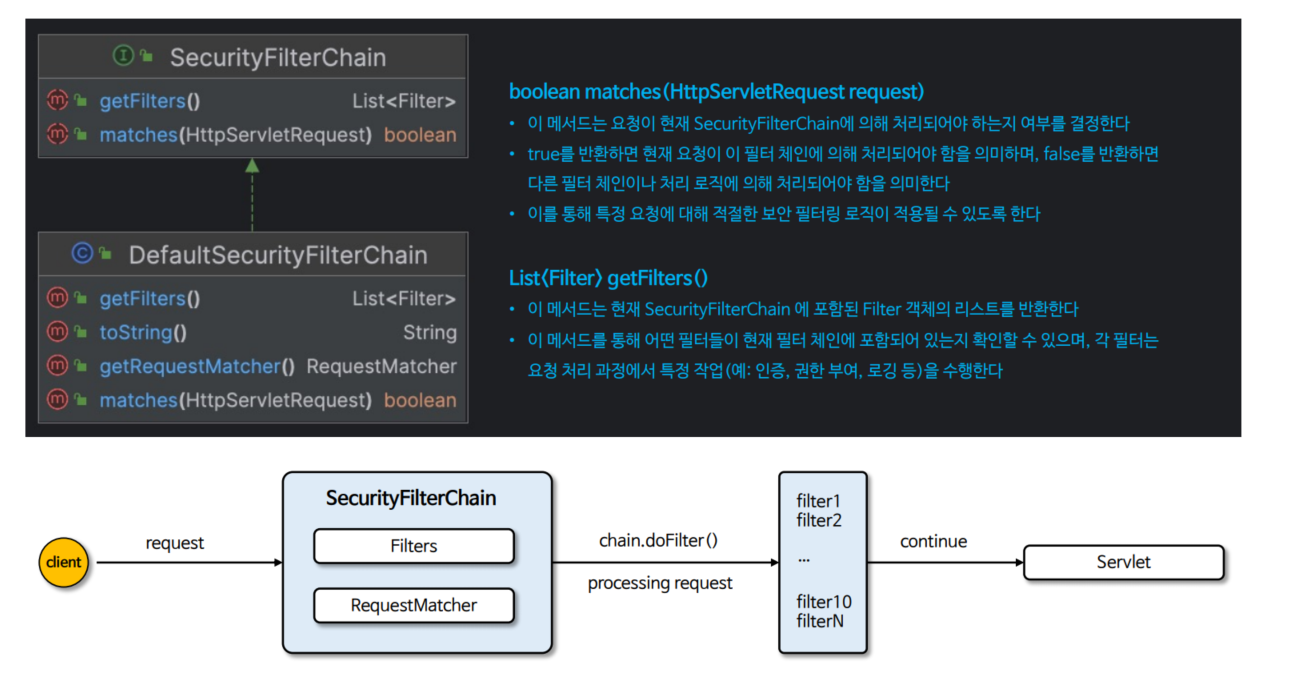 SecurityFilterChain
getFilters() List<Filter>
matches(HttpServletRequest) boolean
DefaultSecurityFilterChain
getFilters() List<Filter>
toString() String
getRequestMatcher() RequestMatcher
matches(HttpServletRequest) boolean
boolean matches(HttpServletRequest request)
• 이 메서드는 요청이 현재 SecurityFilterChain에 의해 처리되어야 하는지 여부를 결정한다
• true를 반환하면 현재 요청이 이 필터 체인에 의해 처리되어야 함을 의미하며, false를 반환하면
다른 필터 체인이나 처리 로직에 의해 처리되어야 함을 의미한다
• 이를 통해 특정 요청에 대해 적절한 보안 필터링 로직이 적용될 수 있도록 한다
List<Filter> getFilters()
• 이 메서드는 현재 SecurityFilterChain 에 포함된 Filter 객체의 리스트를 반환한다
• 이 메서드를 통해 어떤 필터들이 현재 필터 체인에 포함되어 있는지 확인할 수 있으며, 각 필터는
요청 처리 과정에서 특정 작업(예: 인증, 권한 부여, 로깅 등)을 수행한다
client
request
SecurityFilterChain
Filters
RequestMatcher
chain.doFilter()
processing request
filter1
filter2
...
filter10
filterN
continue
Servlet